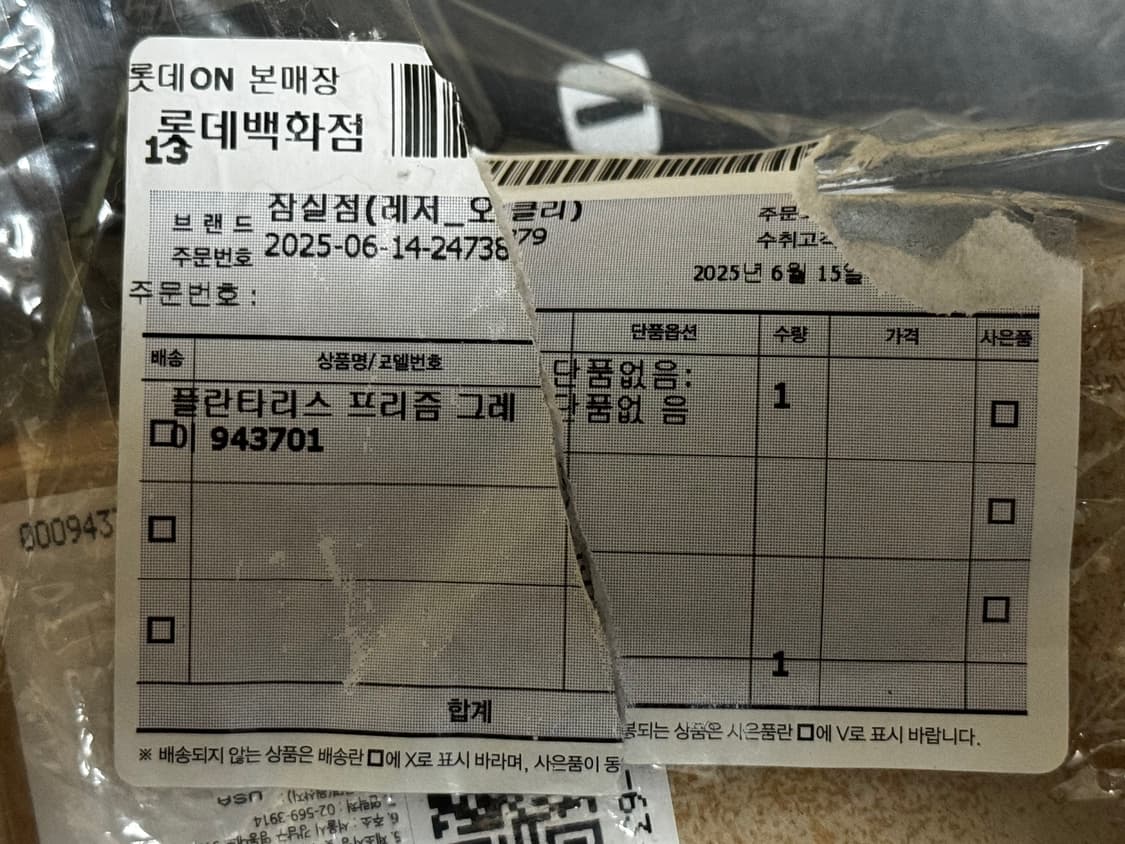 롯데ON 본매장
롯데백화점
13
브 랜 드 잠실점(레저_오클리)
주문번호 2025-06-14-24738
779
주문
수취고객
2025년 6월 15일
주문번호 :
배송 상품명/모델번호 단품옵션 수량 가격 사은품
플란타리스 프리즘 그레 단품없음: 1
이 943701 단품없 음
1
합계
※ 배송되지 않는 상품은 배송란 □에 X로 표시 바라며, 사은품이 동봉되는 상품은 사은품란 □에 V로 표시 바랍니다.
000943
USA
02-569-3914